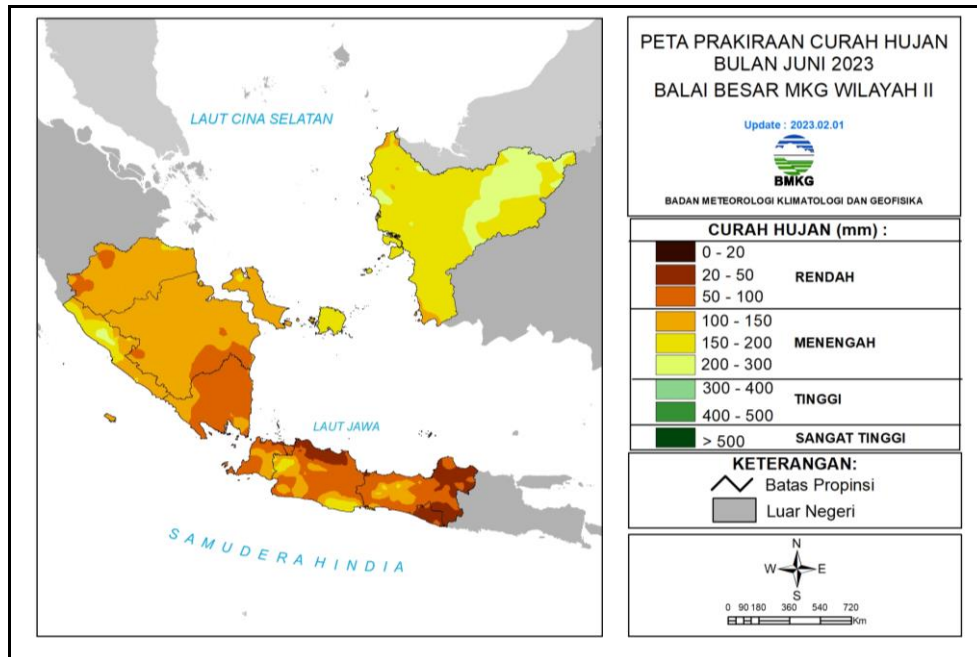 LAUT CINA SELATAN
LAUT JAWA
SAMUDERA HINDIA
PETA PRAKIRAAN CURAH HUJAN
BULAN JUNI 2023
BALAI BESAR MKG WILAYAH II
Update : 2023.02.01
BMKG
BADAN METEOROLOGI KLIMATOLOGI DAN GEOFISIKA
CURAH HUJAN (mm) :
0 - 20
20 - 50
50 - 100
RENDAH
100 - 150
150 - 200
200 - 300
MENENGAH
300 - 400
400 - 500
TINGGI
> 500
SANGAT TINGGI
KETERANGAN:
Batas Propinsi
Luar Negeri
N
W E
S
0 90 180 360 540 720
Km